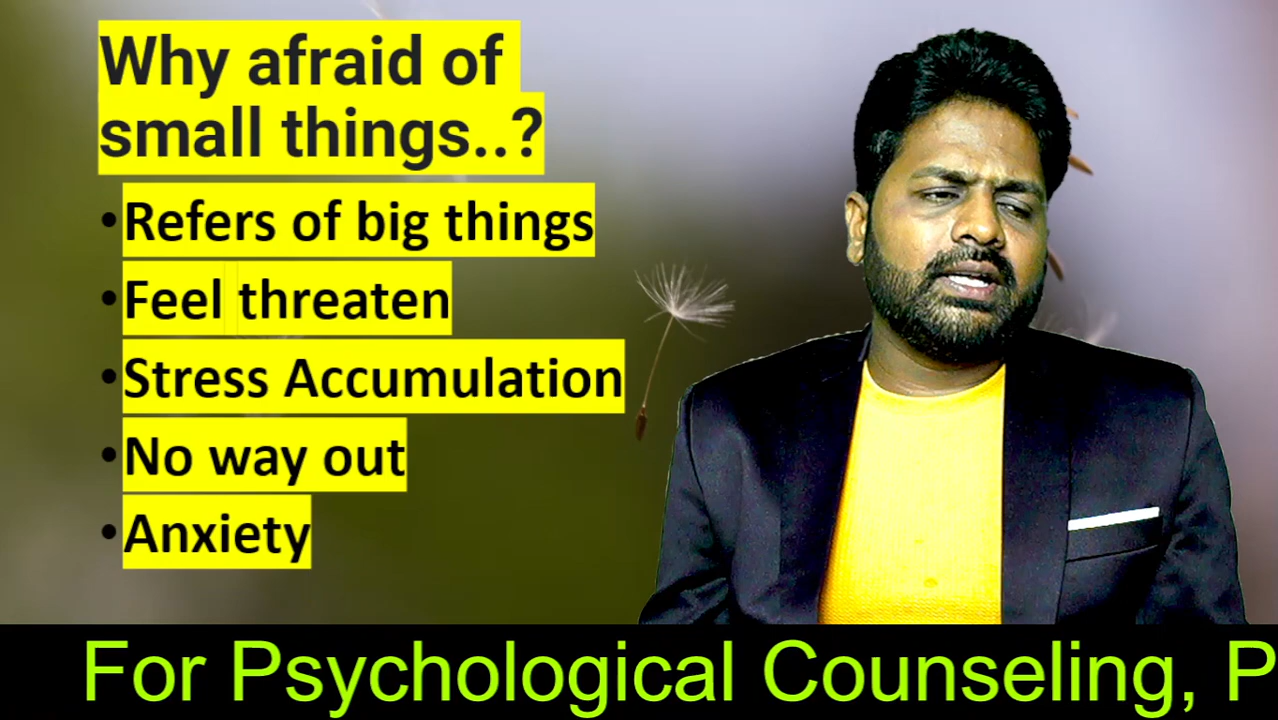 Why afraid of
small things..?
•Refers of big things
•Feel threaten
•Stress Accumulation
•No way out
•Anxiety
For Psychological Counseling, P